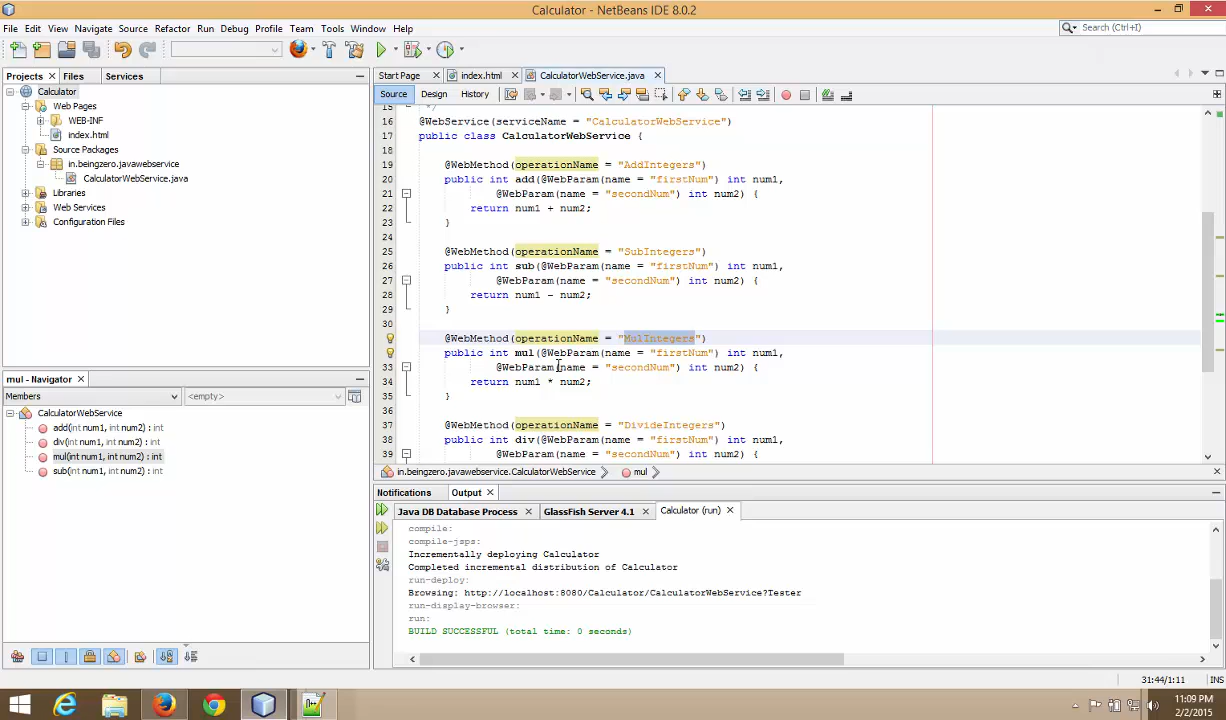 Calculator - NetBeans IDE 8.0.2
File Edit View Navigate Source Refactor Run Debug Profile Team Tools Window Help
Search (Ctrl+I)
Projects Files Services
Start Page index.html CalculatorWebService.java
Source Design History
Calculator
Web Pages
WEB-INF
index.html
Source Packages
in.beingzero.javawebservice
CalculatorWebService.java
Libraries
Web Services
Configuration Files
15 */
16 @WebService(serviceName = "CalculatorWebService")
17 public class CalculatorWebService {
18
19 @WebMethod(operationName = "AddIntegers")
20 public int add(@WebParam(name = "firstNum") int num1,
21 @WebParam(name = "secondNum") int num2) {
22 return num1 + num2;
23 }
24
25 @WebMethod(operationName = "SubIntegers")
26 public int sub(@WebParam(name = "firstNum") int num1,
27 @WebParam(name = "secondNum") int num2) {
28 return num1 - num2;
29 }
30
@WebMethod(operationName = "MulIntegers")
public int mul(@WebParam(name = "firstNum") int num1,
33 @WebParam(name = "secondNum") int num2) {
34 return num1 * num2;
35 }
36
37 @WebMethod(operationName = "DivideIntegers")
38 public int div(@WebParam(name = "firstNum") int num1,
39 @WebParam(name = "secondNum") int num2) {
in.beingzero.javawebservice.CalculatorWebService mul
mul - Navigator
Members <empty>
CalculatorWebService
add(int num1, int num2) : int
div(int num1, int num2) : int
mul(int num1, int num2) : int
sub(int num1, int num2) : int
Notifications Output
Java DB Database Process GlassFish Server 4.1 Calculator (run)
compile:
compile-jsps:
Incrementally deploying Calculator
Completed incremental distribution of Calculator
run-deploy:
Browsing: http://localhost:8080/Calculator/CalculatorWebService?Tester
run-display-browser:
run:
BUILD SUCCESSFUL (total time: 0 seconds)
31:44/1:11 INS
11:09 PM
2/2/2015